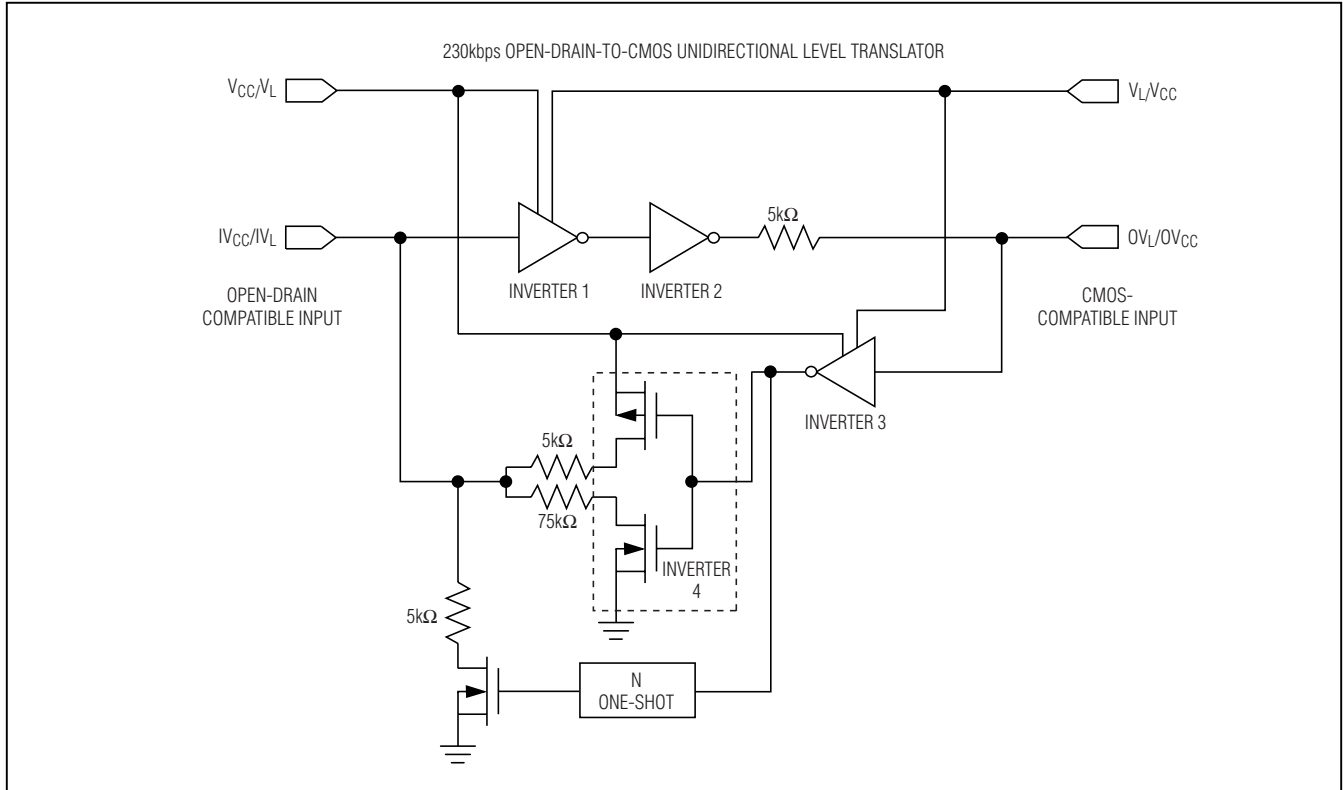 230kbps OPEN-DRAIN-TO-CMOS UNIDIRECTIONAL LEVEL TRANSLATOR
VCC/VL
VL/VCC
IVCC/IVL
5kΩ
OVL/OVCC
INVERTER 1
INVERTER 2
OPEN-DRAIN
COMPATIBLE INPUT
CMOS-
COMPATIBLE INPUT
INVERTER 3
5kΩ
75kΩ
INVERTER
4
5kΩ
N
ONE-SHOT